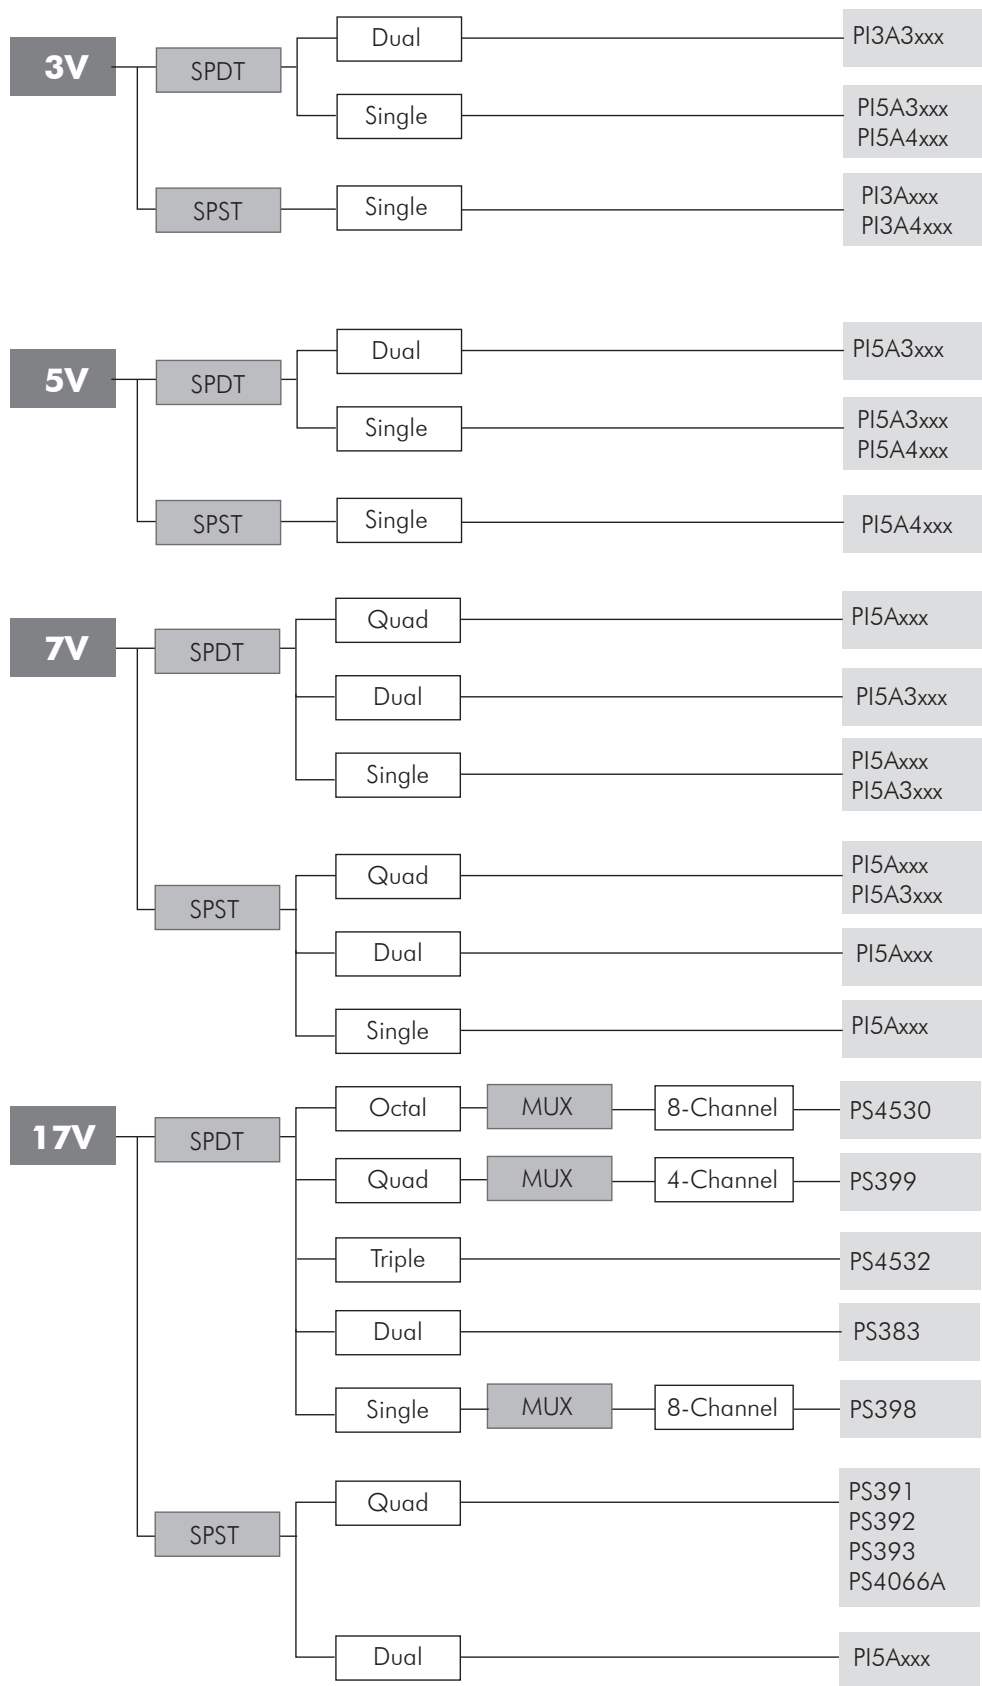 3V
SPDT
Dual
PI3A3xxx
Single
PI5A3xxx
PI5A4xxx
SPST
Single
PI3Axxx
PI3A4xxx
5V
SPDT
Dual
PI5A3xxx
Single
PI5A3xxx
PI5A4xxx
SPST
Single
PI5A4xxx
7V
SPDT
Quad
PI5Axxx
Dual
PI5A3xxx
Single
PI5Axxx
PI5A3xxx
SPST
Quad
PI5Axxx
PI5A3xxx
Dual
PI5Axxx
Single
PI5Axxx
17V
SPDT
Octal
MUX
8-Channel
PS4530
Quad
MUX
4-Channel
PS399
Triple
PS4532
Dual
PS383
Single
MUX
8-Channel
PS398
SPST
Quad
PS391
PS392
PS393
PS4066A
Dual
PI5Axxx